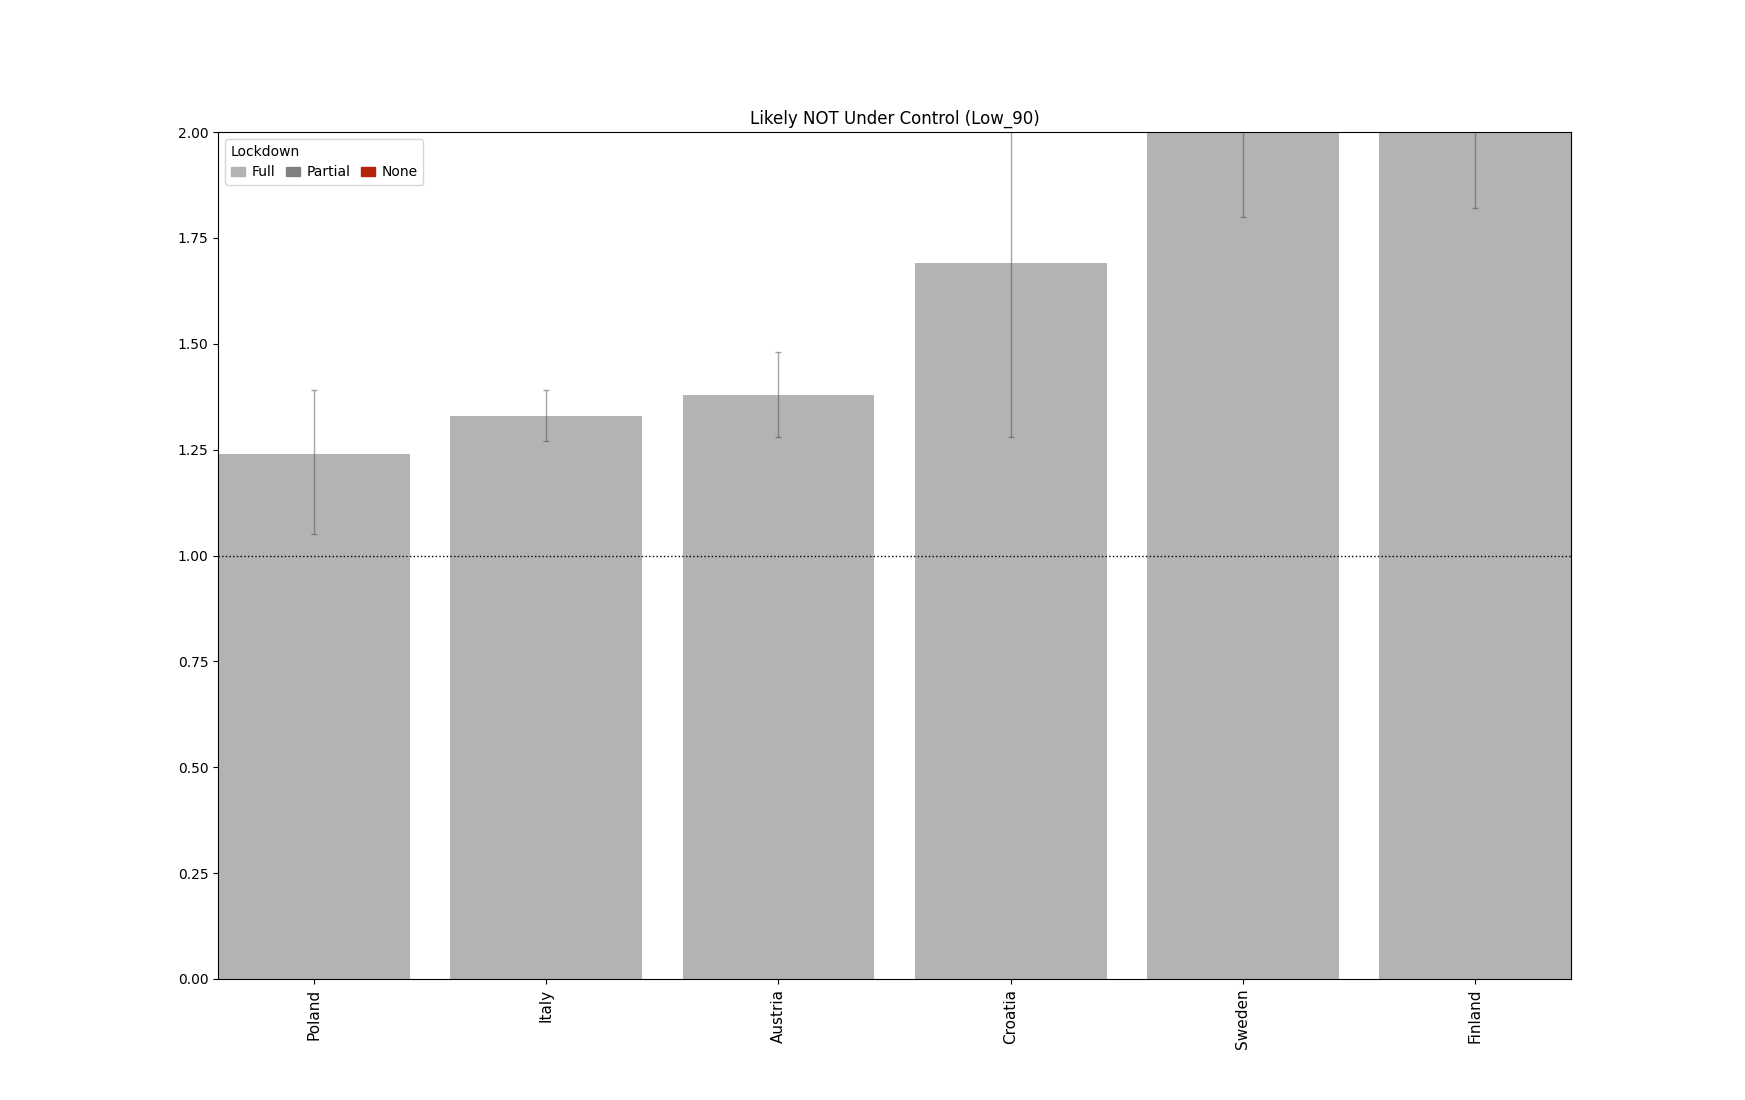 Likely NOT Under Control (Low_90)
Lockdown
Full Partial None
2.00
1.75
1.50
1.25
1.00
0.75
0.50
0.25
0.00
Poland
Italy
Austria
Croatia
Sweden
Finland